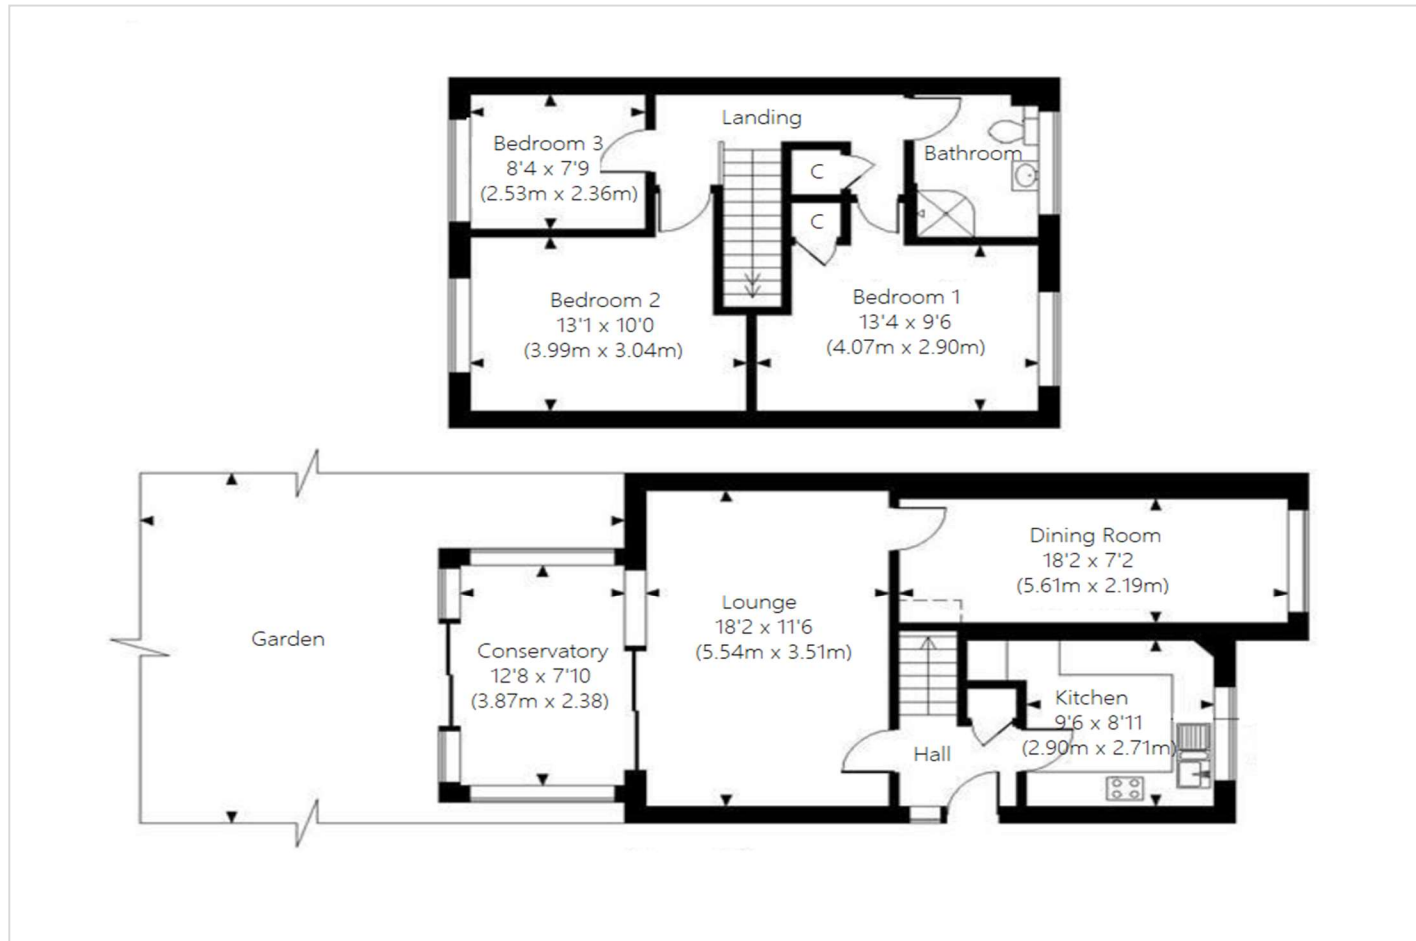 Landing
Bedroom 3
8'4 x 7'9
(2.53m x 2.36m)
Bathroom
C
C
Bedroom 2
13'1 x 10'0
(3.99m x 3.04m)
Bedroom 1
13'4 x 9'6
(4.07m x 2.90m)
Dining Room
18'2 x 7'2
(5.61m x 2.19m)
Lounge
18'2 x 11'6
(5.54m x 3.51m)
Garden
Conservatory
12'8 x 7'10
(3.87m x 2.38)
Kitchen
9'6 x 8'11
(2.90m x 2.71m)
Hall